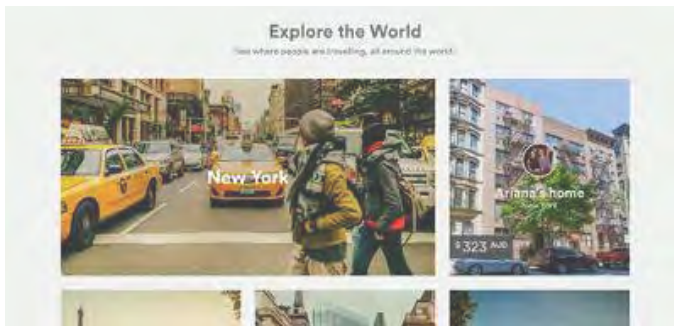 Explore the World
See where people are travelling, all around the world.
New York
Ariana's home
$323 AUD